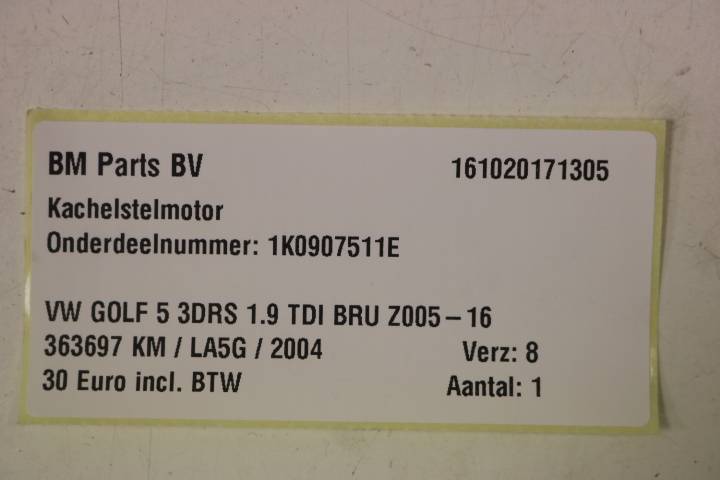 BM Parts BV 161020171305
Kachelstelmotor
Onderdeelnummer: 1K0907511E
VW GOLF 5 3DRS 1.9 TDI BRU Z005-16
363697 KM / LA5G / 2004 Verz: 8
30 Euro incl. BTW Aantal: 1